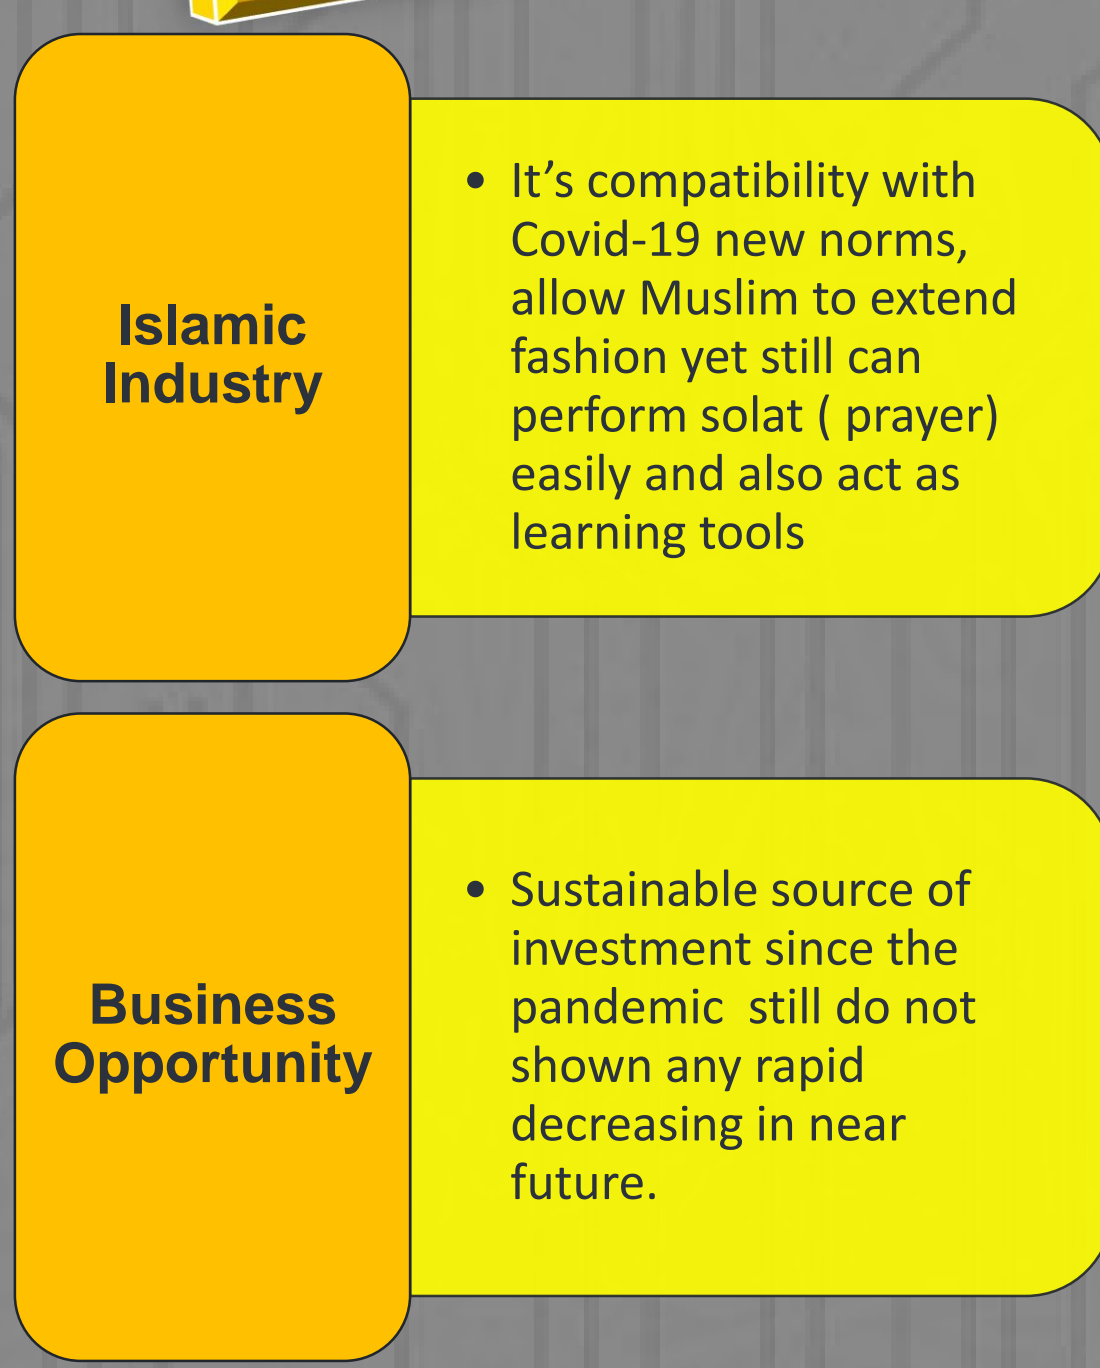 Islamic
Industry
• It’s compatibility with
Covid-19 new norms,
allow Muslim to extend
fashion yet still can
perform solat ( prayer)
easily and also act as
learning tools
Business
Opportunity
• Sustainable source of
investment since the
pandemic  still do not
shown any rapid
decreasing in near
future.